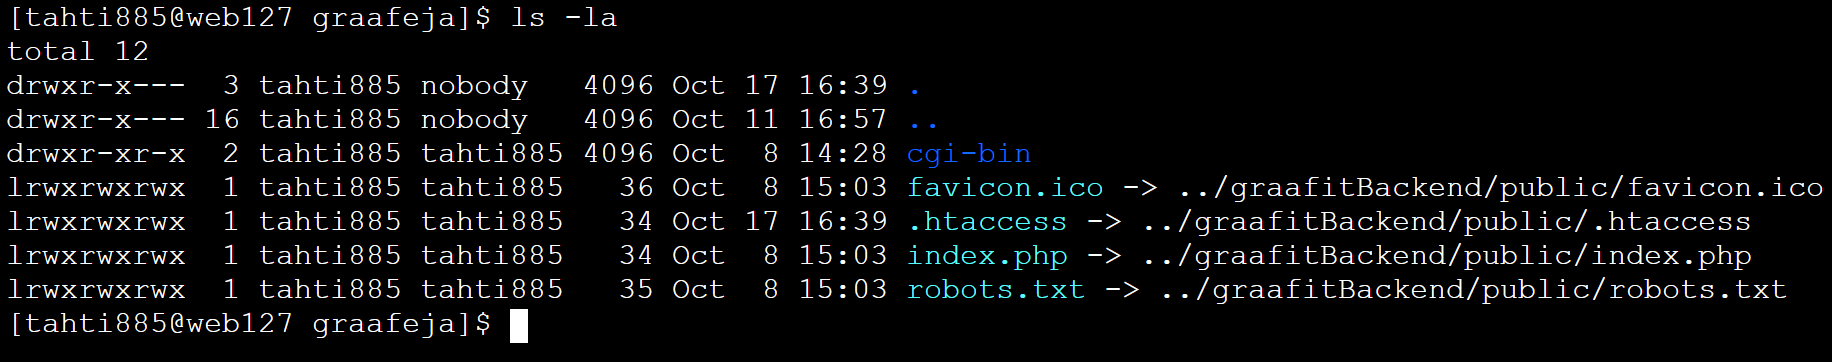 [tahti885@web127 graafeja]$ ls -la
total 12
drwxr-x---  3 tahti885 nobody   4096 Oct 17 16:39 .
drwxr-x--- 16 tahti885 nobody   4096 Oct 11 16:57 ..
drwxr-xr-x  2 tahti885 tahti885 4096 Oct  8 14:28 cgi-bin
lrwxrwxrwx  1 tahti885 tahti885   36 Oct  8 15:03 favicon.ico -> ../graafitBackend/public/favicon.ico
lrwxrwxrwx  1 tahti885 tahti885   34 Oct 17 16:39 .htaccess -> ../graafitBackend/public/.htaccess
lrwxrwxrwx  1 tahti885 tahti885   34 Oct  8 15:03 index.php -> ../graafitBackend/public/index.php
lrwxrwxrwx  1 tahti885 tahti885   35 Oct  8 15:03 robots.txt -> ../graafitBackend/public/robots.txt
[tahti885@web127 graafeja]$